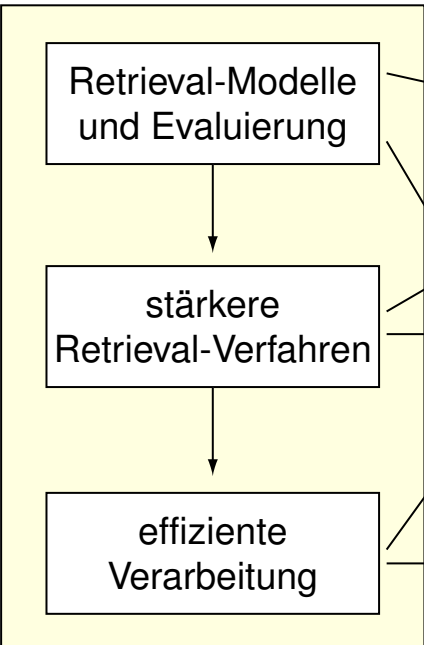 Retrieval-Modelle
und Evaluierung
stärkere
Retrieval-Verfahren
effiziente
Verarbeitung